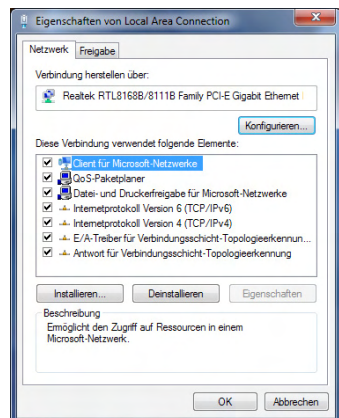 Eigenschaften von Local Area Connection
Netzwerk
Freigabe
Verbindung herstellen über:
Realtek RTL8168B/8111B Family PCI-E Gigabit Ethernet
Konfigurieren...
Diese Verbindung verwendet folgende Elemente:
Client für Microsoft-Netzwerke
QoS-Paketplaner
Datei- und Druckerfreigabe für Microsoft-Netzwerke
Internetprotokoll Version 6 (TCP/IPv6)
Internetprotokoll Version 4 (TCP/IPv4)
E/A-Treiber für Verbindungsschicht-Topologieerkennun...
Antwort für Verbindungsschicht-Topologieerkennung
Installieren...
Deinstallieren
Eigenschaften
Beschreibung
Ermöglicht den Zugriff auf Ressourcen in einem
Microsoft-Netzwerk.
OK
Abbrechen